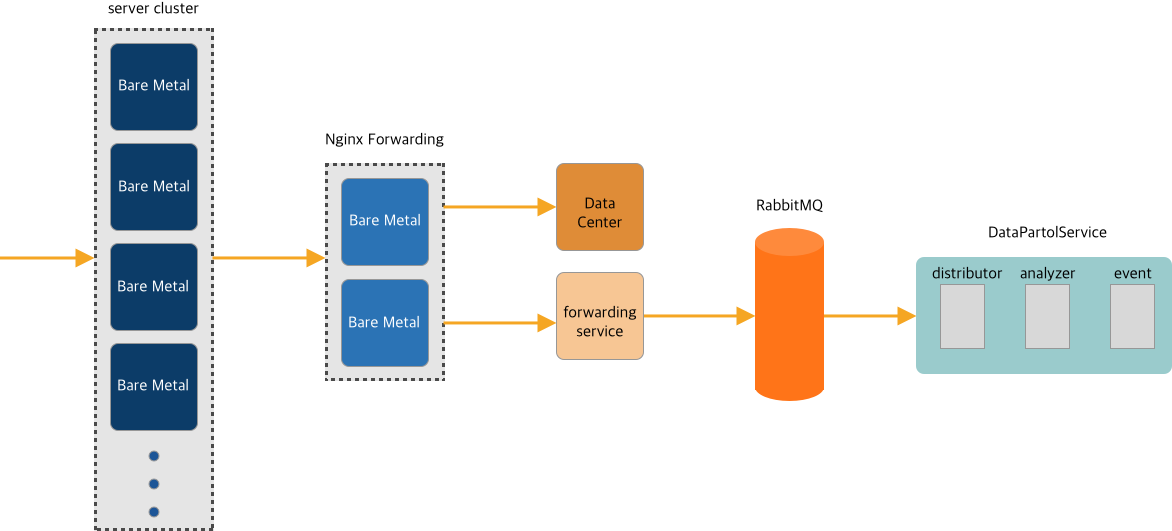 server cluster
Bare Metal
Bare Metal
Bare Metal
Bare Metal
Nginx Forwarding
Bare Metal
Bare Metal
Data
Center
forwarding
service
RabbitMQ
DataPartolService
distributor
analyzer
event